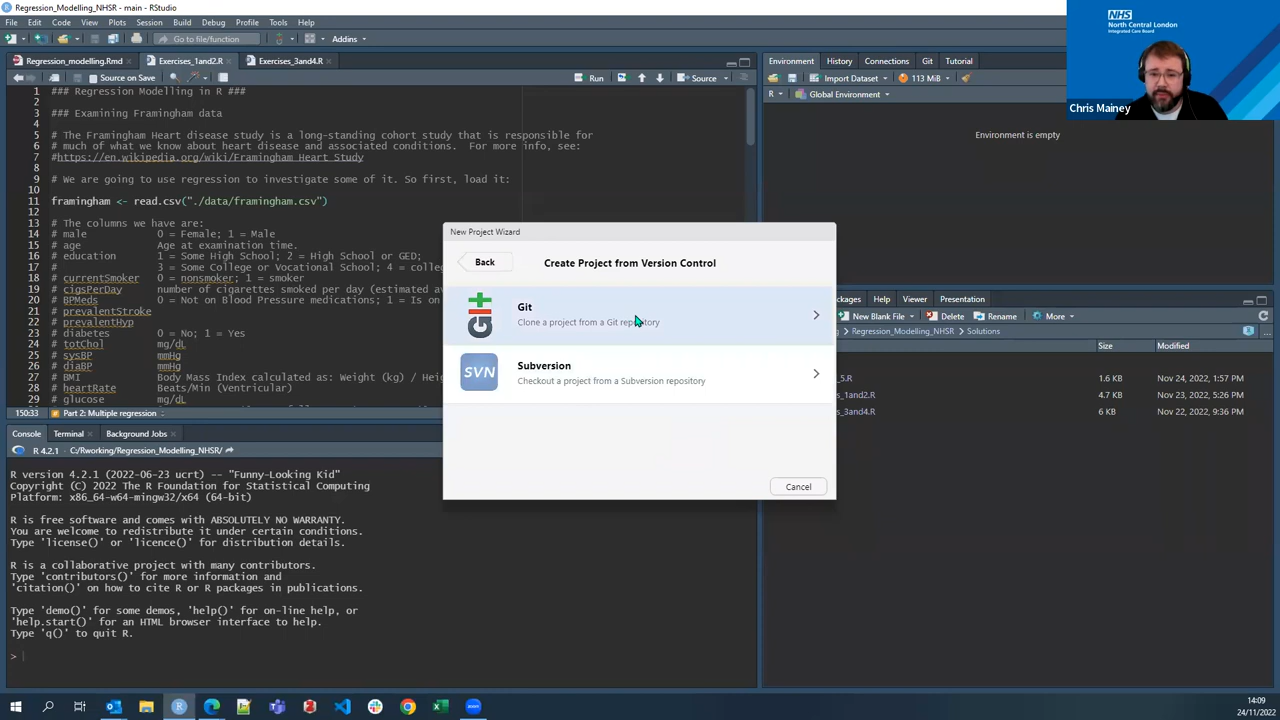 Regression_Modelling_NHSR - main - RStudio
File Edit Code View Plots Session Build Debug Profile Tools Help
Go to file/function Addins
Regression_modelling.Rmd Exercises_1and2.R Exercises_3and4.R
Source on Save Run Source
1 ### Regression Modelling in R ###
2
3 ### Examining Framingham data
4
5 # The Framingham Heart disease study is a long-standing cohort study that is responsible for
6 # much of what we know about heart disease and associated conditions. For more info, see:
7 #https://en.wikipedia.org/wiki/Framingham_Heart_Study
8
9 # We are going to use regression to investigate some of it. So first, load it:
10
11 framingham <- read.csv("./data/framingham.csv")
12
13 # The columns we have are:
14 # male 0 = Female; 1 = Male
15 # age Age at examination time.
16 # education 1 = Some High School; 2 = High School or GED;
17 # 3 = Some College or Vocational School; 4 = colle
18 # currentSmoker 0 = nonsmoker; 1 = smoker
19 # cigsPerDay number of cigarettes smoked per day (estimated av
20 # BPMeds 0 = Not on Blood Pressure medications; 1 = Is on
21 # prevalentStroke
22 # prevalentHyp
23 # diabetes 0 = No; 1 = Yes
24 # totChol mg/dL
25 # sysBP mmHg
26 # diaBP mmHg
27 # BMI Body Mass Index calculated as: Weight (kg) / Heig
28 # heartRate Beats/Min (Ventricular)
29 # glucose mg/dL
150:33 Part 2: Multiple regression
Console Terminal Background Jobs
R 4.2.1 C:/Rworking/Regression_Modelling_NHSR/
R version 4.2.1 (2022-06-23 ucrt) -- "Funny-Looking Kid"
Copyright (C) 2022 The R Foundation for Statistical Computing
Platform: x86_64-w64-mingw32/x64 (64-bit)
R is free software and comes with ABSOLUTELY NO WARRANTY.
You are welcome to redistribute it under certain conditions.
Type 'license()' or 'licence()' for distribution details.
R is a collaborative project with many contributors.
Type 'contributors()' for more information and
'citation()' on how to cite R or R packages in publications.
Type 'demo()' for some demos, 'help()' for on-line help, or
'help.start()' for an HTML browser interface to help.
Type 'q()' to quit R.
>
New Project Wizard
Back Create Project from Version Control
GIt
Git
Clone a project from a Git repository
SVN
Subversion
Checkout a project from a Subversion repository
Cancel
Environment History Connections Git Tutorial
Import Dataset 113 MiB
R Global Environment
Environment is empty
NHS
North Central London
Integrated Care Board
Chris Mainey
ckages Help Viewer Presentation
New Blank File Delete Rename More
Regression_Modelling_NHSR Solutions
Size Modified
_5.R 1.6 KB Nov 24, 2022, 1:57 PM
s_1and2.R 4.7 KB Nov 23, 2022, 5:26 PM
s_3and4.R 6 KB Nov 22, 2022, 9:36 PM
14:09
24/11/2022